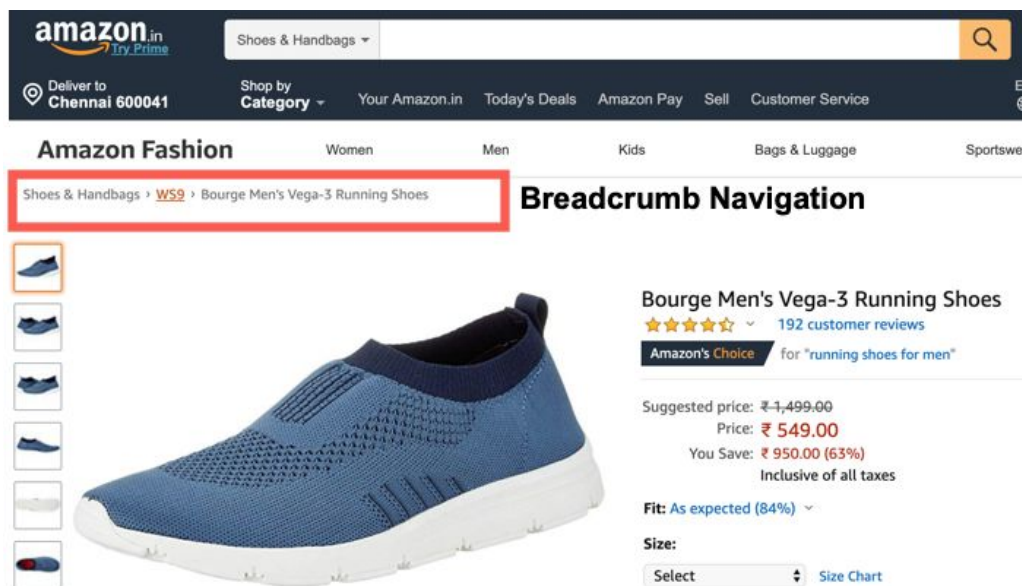 amazon.in
Try Prime
Shoes & Handbags
Deliver to
Chennai 600041
Shop by
Category
Your Amazon.in Today's Deals Amazon Pay Sell Customer Service
Amazon Fashion Women Men Kids Bags & Luggage Sportswe
Shoes & Handbags › WS9 › Bourge Men's Vega-3 Running Shoes
Breadcrumb Navigation
Bourge Men's Vega-3 Running Shoes
192 customer reviews
Amazon's Choice for "running shoes for men"
Suggested price: ₹ 1,499.00
Price: ₹ 549.00
You Save: ₹ 950.00 (63%)
Inclusive of all taxes
Fit: As expected (84%)
Size:
Select Size Chart